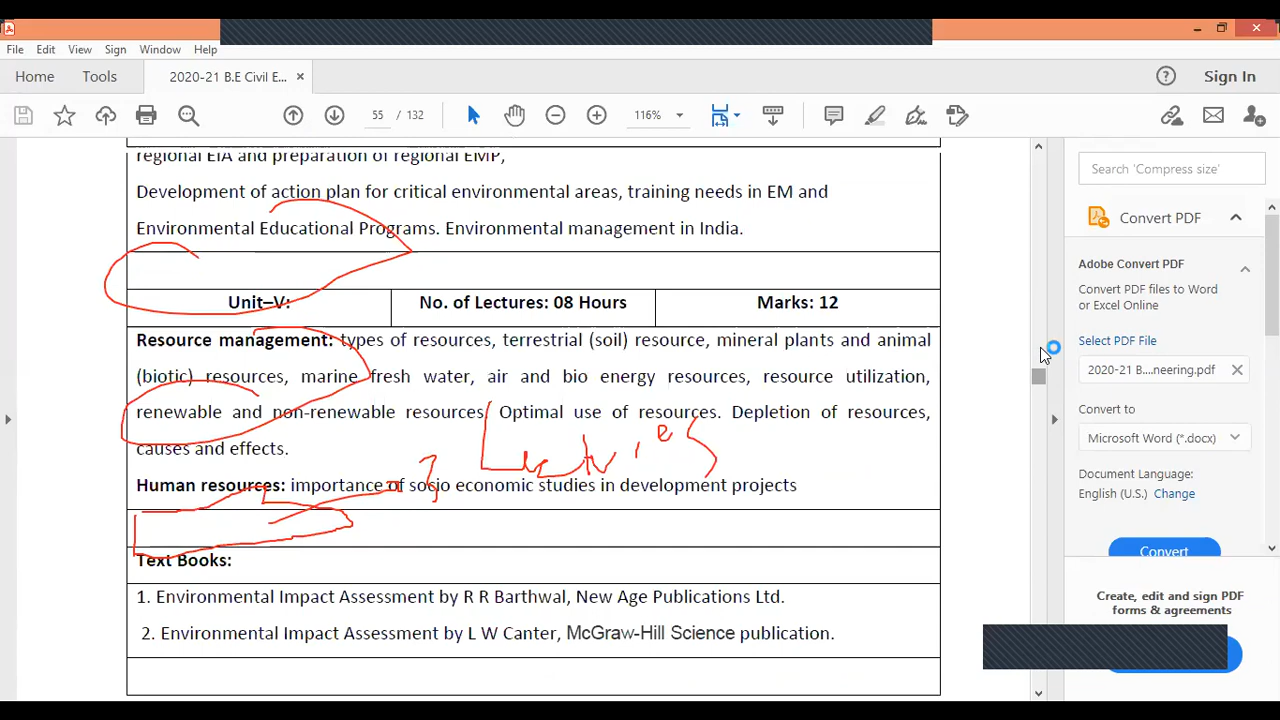 File Edit View Sign Window Help
Home Tools 2020-21 B.E Civil E... × Sign In
55 / 132 116%
regional EIA and preparation of regional EMP,
Development of action plan for critical environmental areas, training needs in EM and
Environmental Educational Programs. Environmental management in India.
Unit–V: No. of Lectures: 08 Hours Marks: 12
Resource management: types of resources, terrestrial (soil) resource, mineral plants and animal
(biotic) resources, marine fresh water, air and bio energy resources, resource utilization,
renewable and non-renewable resources Optimal use of resources. Depletion of resources,
causes and effects.
Lectures
3
Human resources: importance of socio economic studies in development projects
Text Books:
1. Environmental Impact Assessment by R R Barthwal, New Age Publications Ltd.
2. Environmental Impact Assessment by L W Canter, McGraw-Hill Science publication.
Search 'Compress size'
Convert PDF
Adobe Convert PDF
Convert PDF files to Word
or Excel Online
Select PDF File
2020-21 B....neering.pdf
Convert to
Microsoft Word (*.docx)
Document Language:
English (U.S.) Change
Convert
Create, edit and sign PDF
forms & agreements